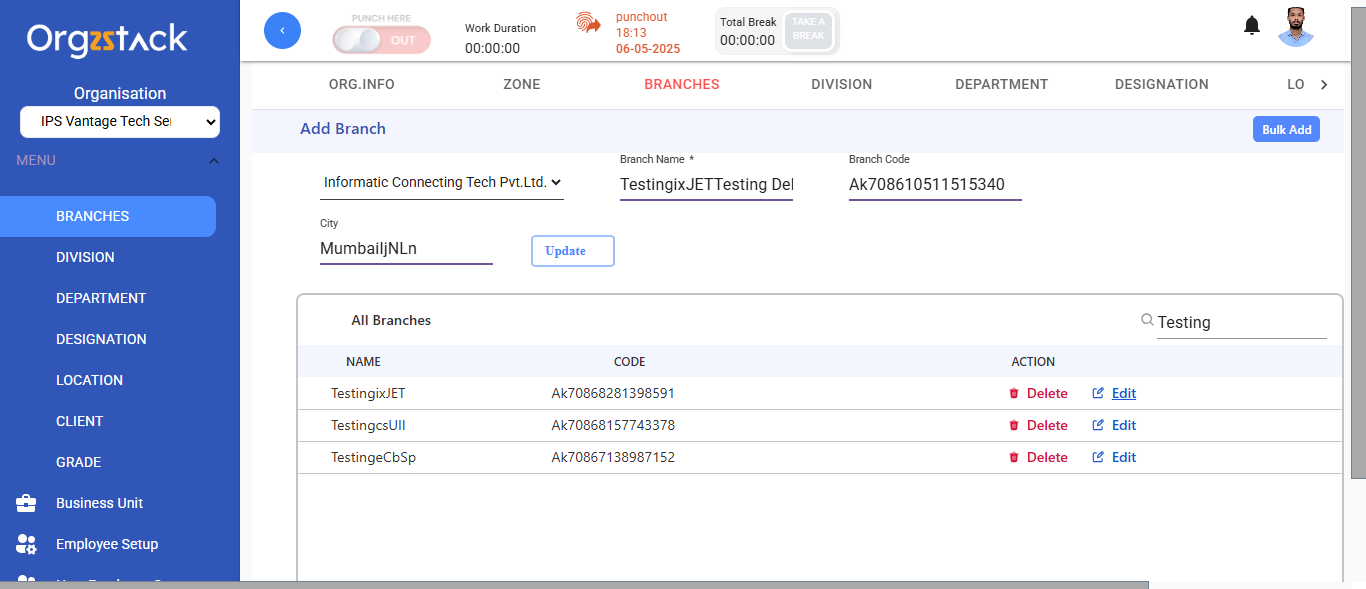 Orgzstack
Organisation
IPS Vantage Tech Se
MENU
BRANCHES
DIVISION
DEPARTMENT
DESIGNATION
LOCATION
CLIENT
GRADE
Business Unit
Employee Setup
PUNCH HERE
OUT
Work Duration
00:00:00
punchout
18:13
06-05-2025
Total Break
00:00:00
TAKE A
BREAK
ORG.INFO ZONE BRANCHES DIVISION DEPARTMENT DESIGNATION LO
Add Branch
Bulk Add
Informatic Connecting Tech Pvt.Ltd.
Branch Name *
TestingixJETTesting Del
Branch Code
Ak708610511515340
City
MumbaiIjNLn
Update
All Branches
Testing
NAME CODE ACTION
TestingixJET Ak70868281398591 Delete Edit
TestingcsUIl Ak70868157743378 Delete Edit
TestingeCbSp Ak70867138987152 Delete Edit